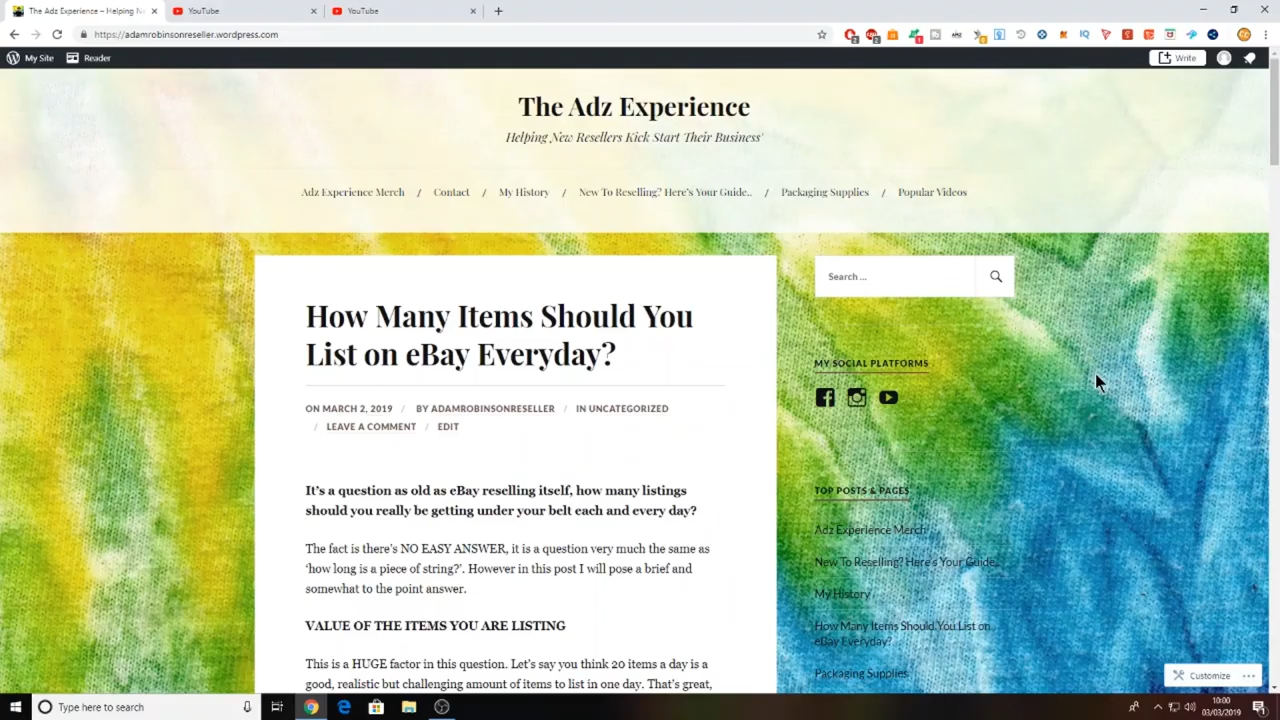 The Adz Experience – Helping N
YouTube
YouTube
https://adamrobinsonreseller.wordpress.com
My Site
Reader
Write
The Adz Experience
Helping New Resellers Kick Start Their Business'
Adz Experience Merch / Contact / My History / New To Reselling? Here's Your Guide.. / Packaging Supplies / Popular Videos
How Many Items Should You
List on eBay Everyday?
ON MARCH 2, 2019 / BY ADAMROBINSONRESELLER / IN UNCATEGORIZED
/ LEAVE A COMMENT / EDIT
It's a question as old as eBay reselling itself, how many listings
should you really be getting under your belt each and every day?
The fact is there's NO EASY ANSWER, it is a question very much the same as
'how long is a piece of string?'. However in this post I will pose a brief and
somewhat to the point answer.
VALUE OF THE ITEMS YOU ARE LISTING
This is a HUGE factor in this question. Let's say you think 20 items a day is a
good, realistic but challenging amount of items to list in one day. That's great,
Search ...
MY SOCIAL PLATFORMS
TOP POSTS & PAGES
Adz Experience Merch
New To Reselling? Here's Your Guide..
My History
How Many Items Should You List on
eBay Everyday?
Packaging Supplies
Customize
Type here to search
10:00
03/03/2019